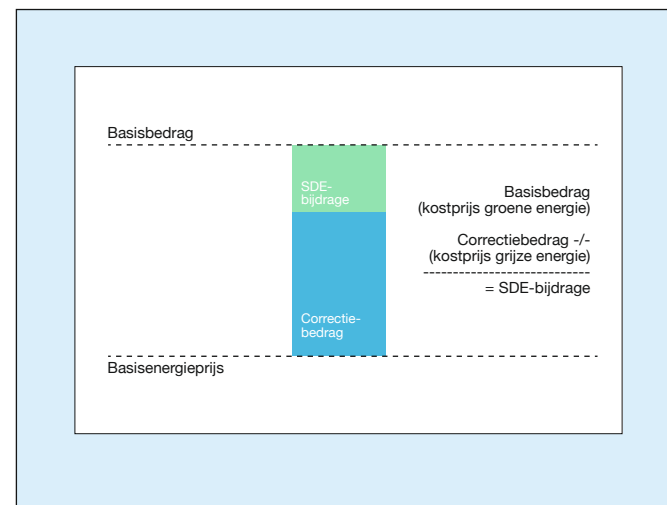 Basisbedrag
SDE-
bijdrage
Basisbedrag
(kostprijs groene energie)
Correctiebedrag -/-
(kostprijs grijze energie)
----------------------------
= SDE-bijdrage
Correctie-
bedrag
Basisenergieprijs